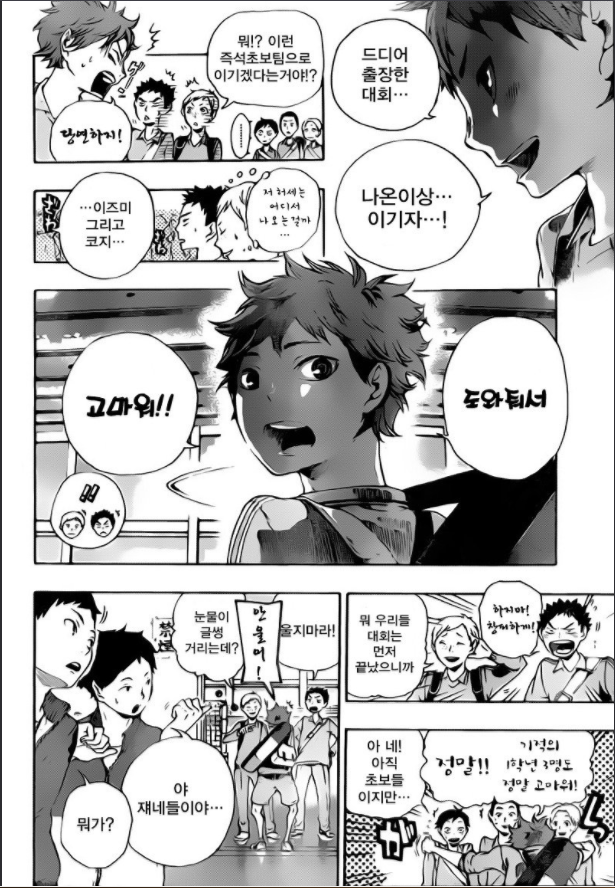 드디어
출장한
대회…
나온이상…
이기자…!
뭐!? 이런
즉석초보팀으로
이기겠다는거야!?
당연하지!
………
저 허세는
어디서
나오는걸까
…
…이즈미
그리고
코지…
도와줘서
고마워!!
!!
뭐 우리들
대회는
먼저
끝났으니까
하지마!
창피하게!
기적의
1학년 3명도
정말 고마워!
정말!!
아 네!
아직
초보들
이지만…
울지마라!
안 울어!
눈물이
글썽
거리는데?
禁煙
야
쟤네들이야…
뭐가?